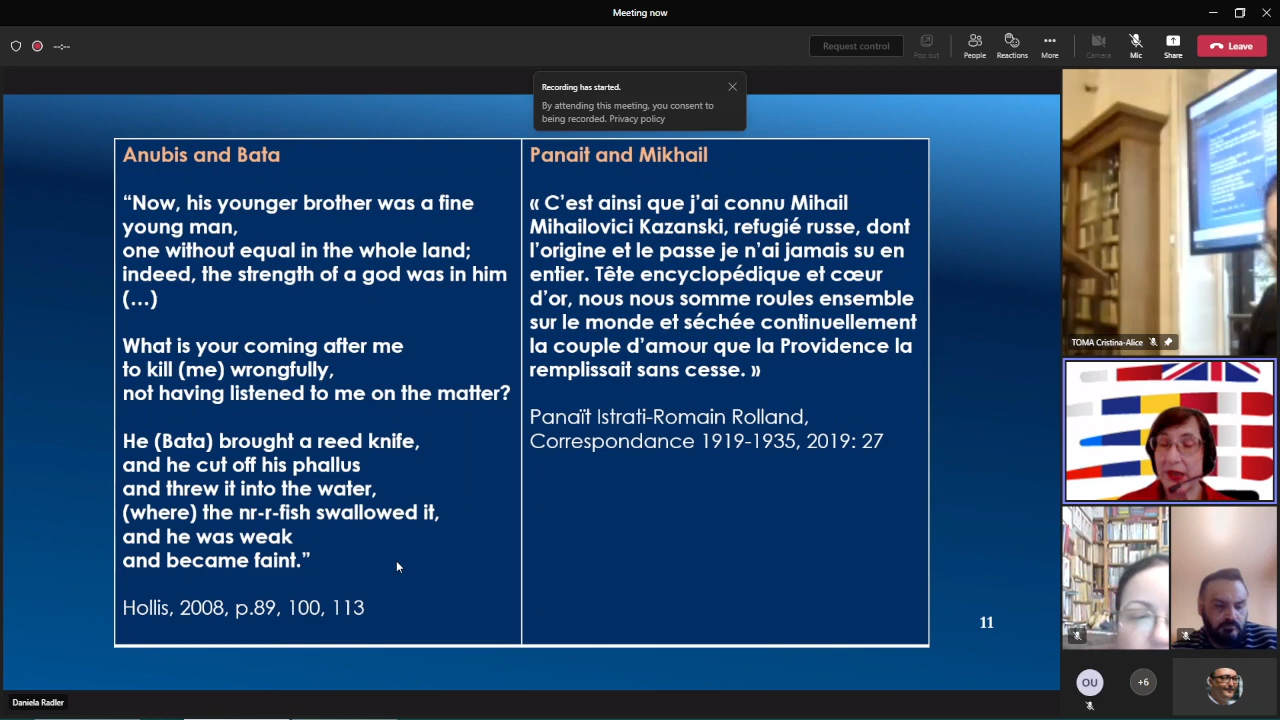 Meeting now
Request control
Pop out
People
Reactions
More
Camera
Mic
Share
Leave
Recording has started.
By attending this meeting, you consent to
being recorded. Privacy policy
Anubis and Bata
“Now, his younger brother was a fine
young man,
one without equal in the whole land;
indeed, the strength of a god was in him
(…)
What is your coming after me
to kill (me) wrongfully,
not having listened to me on the matter?
He (Bata) brought a reed knife,
and he cut off his phallus
and threw it into the water,
(where) the nr-r-fish swallowed it,
and he was weak
and became faint.”
Hollis, 2008, p.89, 100, 113
Panait and Mikhail
« C’est ainsi que j’ai connu Mihail
Mihailovici Kazanski, refugié russe, dont
l’origine et le passe je n’ai jamais su en
entier. Tête encyclopédique et cœur
d’or, nous nous somme roules ensemble
sur le monde et séchée continuellement
la couple d’amour que la Providence la
remplissait sans cesse. »
Panaït Istrati-Romain Rolland,
Correspondance 1919-1935, 2019: 27
11
TOMA Cristina-Alice
OU
+6
Daniela Radler